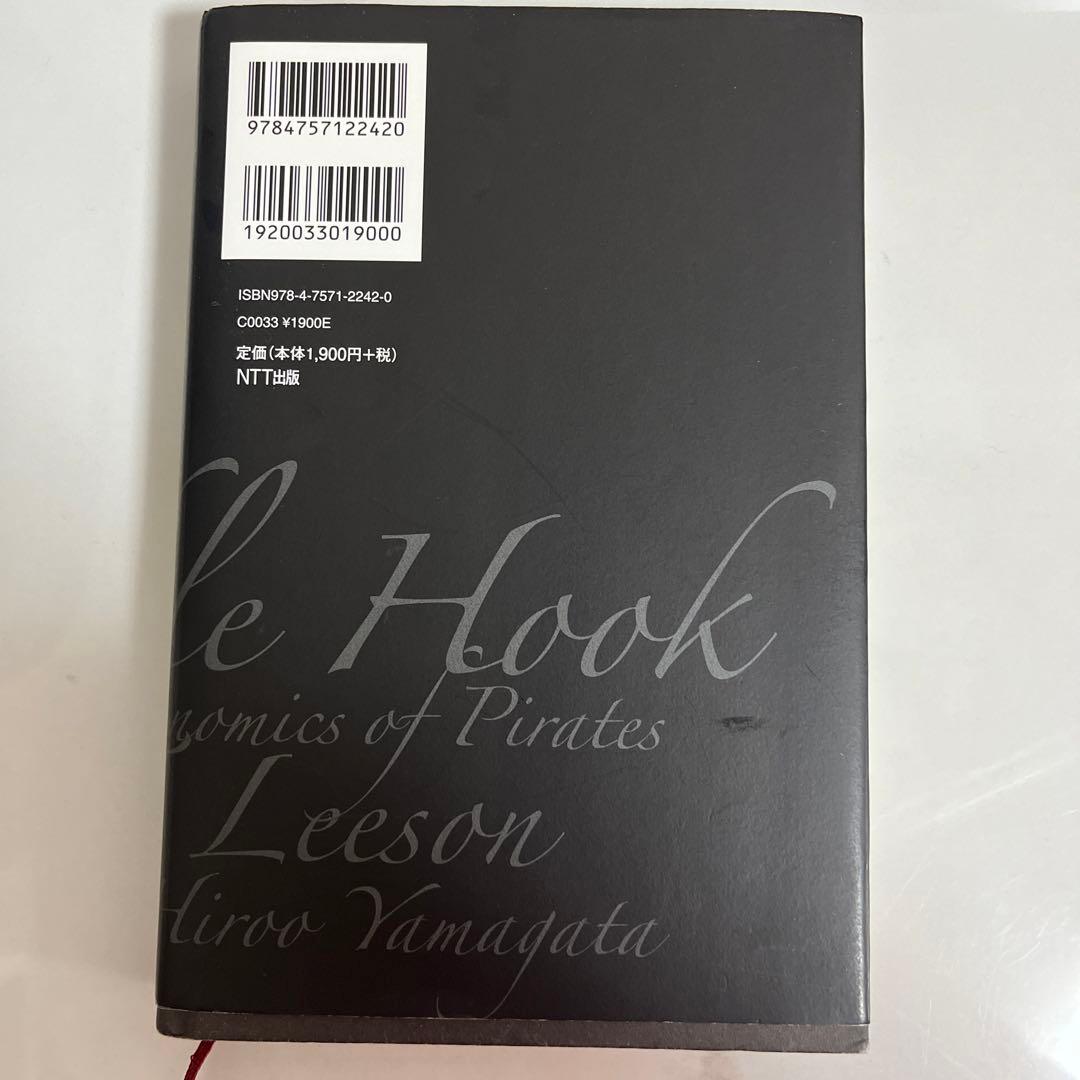 9784757122420
1920033019000
ISBN978-4-7571-2242-0
C0033 ¥1900E
定価(本体1,900円+税)
NTT出版
le Hook
nomics of Pirates
Leeson
Hiroo Yamagata